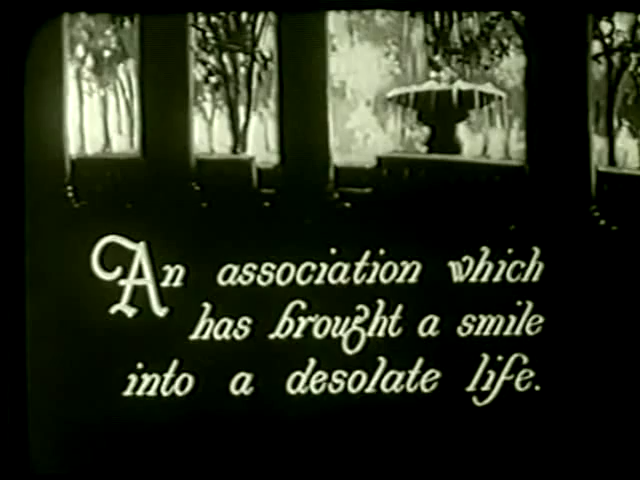 An association which
has brought a smile
into a desolate life.